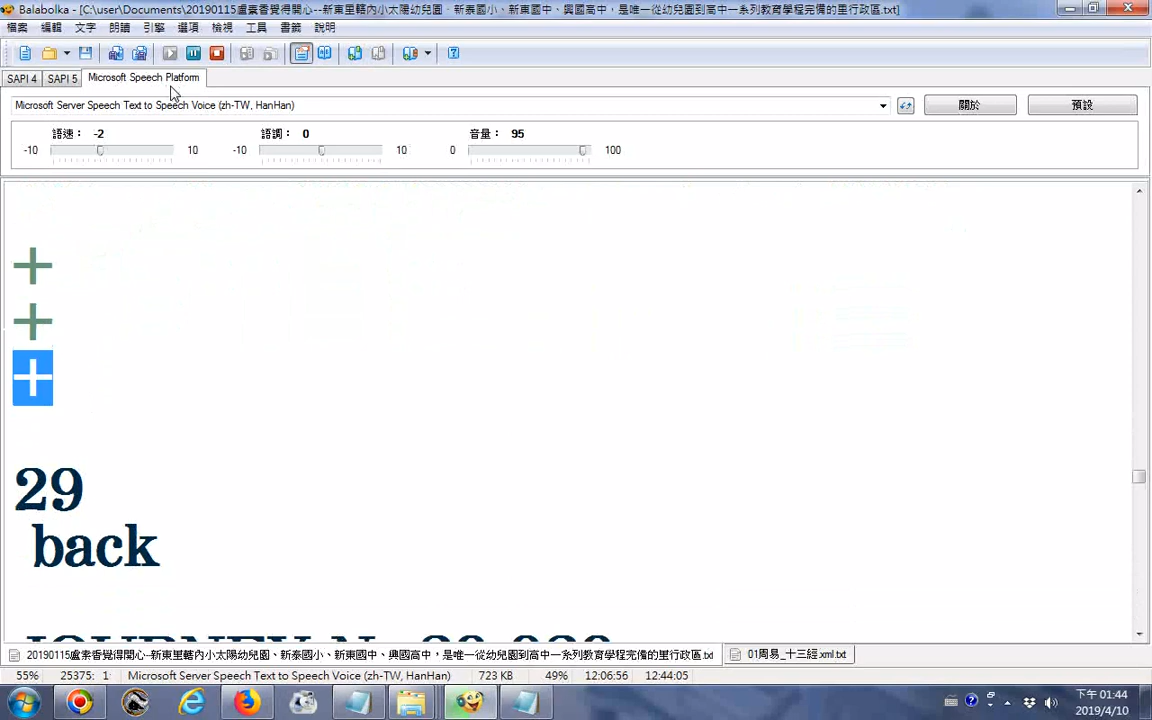 Balabolka - [C:\user\Documents\20190115盧素香覺得開心--新東里轄內小太陽幼兒園、新泰國小、新東國中、興國高中，是唯一從幼兒園到高中一系列教育學程完備的里行政區.txt]
檔案 編輯 文字 朗讀 引擎 選項 檢視 工具 書籤 說明
SAPI 4 SAPI 5 Microsoft Speech Platform
Microsoft Server Speech Text to Speech Voice (zh-TW, HanHan) 關於 預設
語速： -2 語調： 0 音量： 95
-10 10 -10 10 0 100
+
+
+
29
back
20190115盧素香覺得開心--新東里轄內小太陽幼兒園、新泰國小、新東國中、興國高中，是唯一從幼兒園到高中一系列教育學程完備的里行政區.txt 01周易_十三經.xml.txt
55% 25375: 1 Microsoft Server Speech Text to Speech Voice (zh-TW, HanHan) 723 KB 49% 12:06:56 12:44:05
下午 01:44
2019/4/10